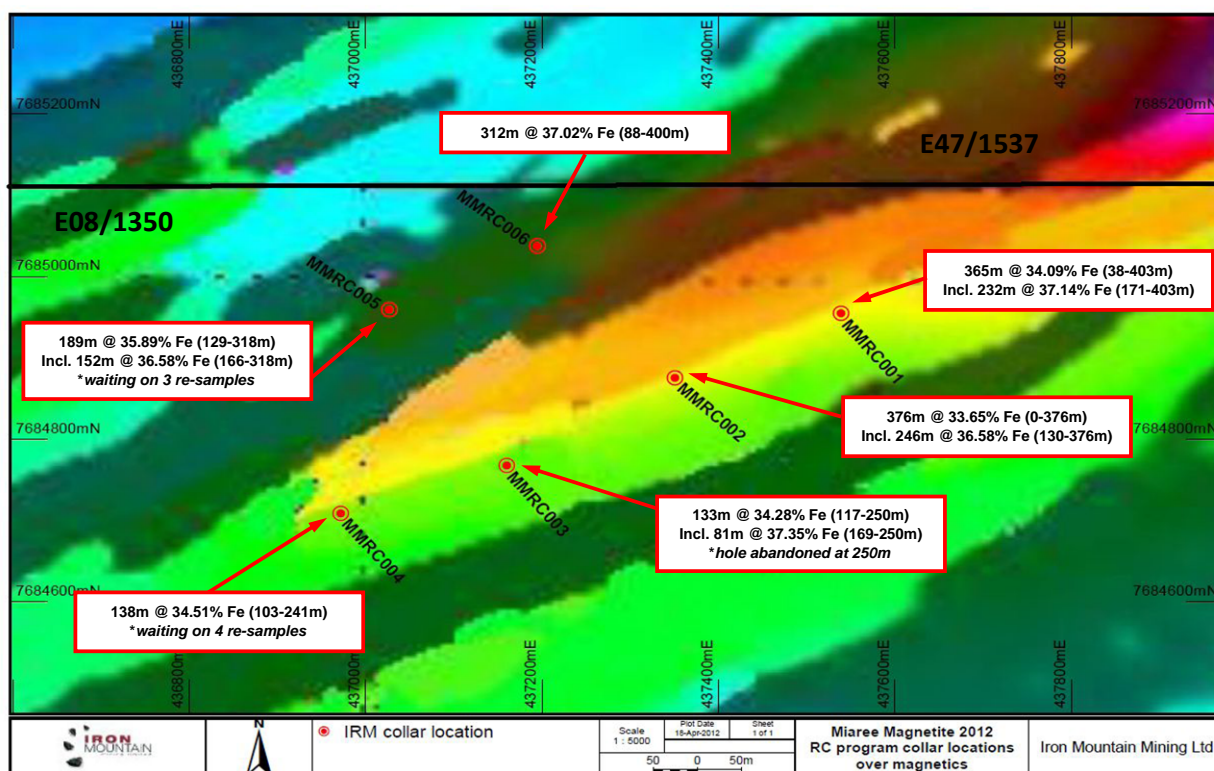 436800mE
437000mE
437200mE
437400mE
437600mE
437800mE
7685200mN
7685200mN
312m @ 37.02% Fe (88-400m)
E47/1537
E08/1350
MMRC006
7685000mN
7685000mN
MMRC005
365m @ 34.09% Fe (38-403m)
Incl. 232m @ 37.14% Fe (171-403m)
MMRC001
189m @ 35.89% Fe (129-318m)
Incl. 152m @ 36.58% Fe (166-318m)
*waiting on 3 re-samples
MMRC002
376m @ 33.65% Fe (0-376m)
Incl. 246m @ 36.58% Fe (130-376m)
7684800mN
7684800mN
MMRC003
133m @ 34.28% Fe (117-250m)
Incl. 81m @ 37.35% Fe (169-250m)
*hole abandoned at 250m
MMRC004
7684600mN
7684600mN
138m @ 34.51% Fe (103-241m)
*waiting on 4 re-samples
436800mE
437000mE
437200mE
437400mE
437600mE
437800mE
IRON
MOUNTAIN
N
IRM collar location
Scale
1 : 5000
Plot Date
18-Apr-2012
Sheet
1 of 1
50 0 50m
Miaree Magnetite 2012
RC program collar locations
over magnetics
Iron Mountain Mining Ltd